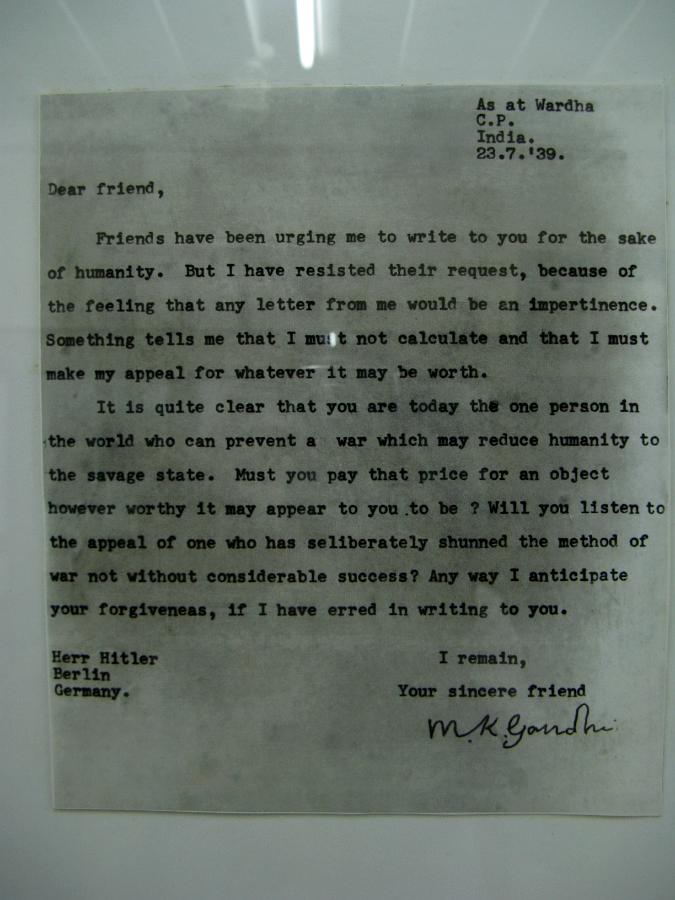 As at Wardha
C.P.
India.
23.7.'39.
Dear friend,
Friends have been urging me to write to you for the sake
of humanity. But I have resisted their request, because of
the feeling that any letter from me would be an impertinence.
Something tells me that I must not calculate and that I must
make my appeal for whatever it may be worth.
It is quite clear that you are today the one person in
the world who can prevent a war which may reduce humanity to
the savage state. Must you pay that price for an object
however worthy it may appear to you to be ? Will you listen to
the appeal of one who has seliberately shunned the method of
war not without considerable success? Any way I anticipate
your forgiveneas, if I have erred in writing to you.
Herr Hitler
Berlin
Germany.
I remain,
Your sincere friend
M.K.Gandhi